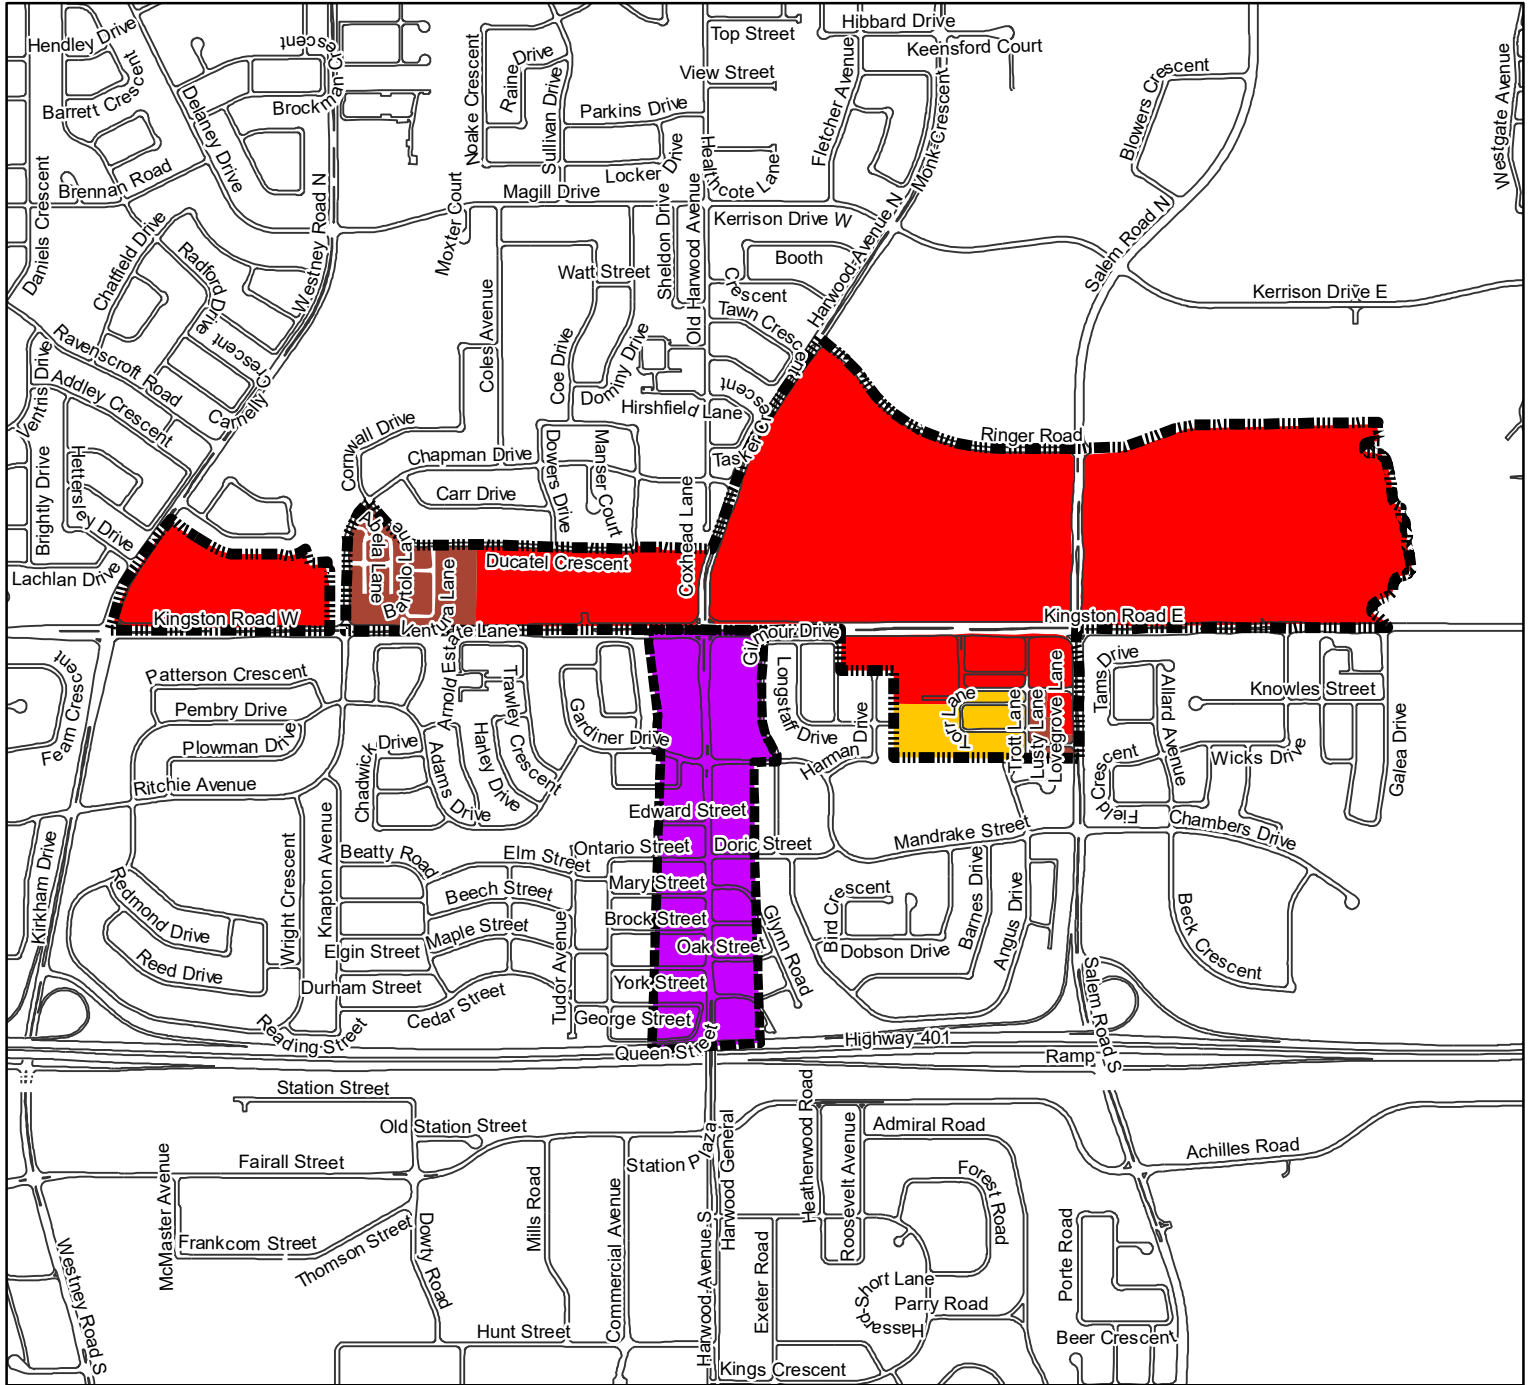 Hendley Drive
Crescent
Top Street
Hibbard Drive
Keensford Court
Barrett Crescent
Brockman
Delaney Drive
Noake Crescent
Raine
Drive
Sullivan Drive
View Street
Parkins Drive
Fletcher Avenue
Monk Crescent
Blowers Crescent
Westgate Avenue
Brennan Road
Locker Drive
Heathcote Lane
Magill Drive
Daniels Crescent
Chatfield Drive
Radford Drive
Westney Road N
Moxter Court
Sheldon Drive
Old Harwood Avenue
Kerrison Drive W
Harwood Avenue N
Salem Road N
Watt Street
Booth
Crescent
Kerrison Drive E
Tawn Crescent
Ravenscroft Road
Ventris Drive
Addley Crescent
Crescent
Carnelly
Coles Avenue
Coe Drive
Dominy Drive
Hirshfield Lane
Crescent
Tasker Crescent
Ringer Road
Cornwall Drive
Chapman Drive
Carr Drive
Dowers Drive
Manser Court
Brightly Drive
Hettersley Drive
Coxhead Lane
Lachlan Drive
Abela Lane
Bartolo Lane
Ventura Lane
Ducatel Crescent
Kingston Road W
Kingston Road E
Gilmour Drive
Fearn Crescent
Patterson Crescent
Pembry Drive
Plowman Drive
Arnold Estate Lane
Trawley Crescent
Harley Drive
Gardiner Drive
Longstaff Drive
Harman Drive
Torr Lane
Trott Lane
Lusty Lane
Lovegrove Lane
Tams Drive
Allard Avenue
Knowles Street
Wicks Drive
Galea Drive
Ritchie Avenue
Chadwick Drive
Adams Drive
Field Crescent
Edward Street
Ontario Street
Doric Street
Mandrake Street
Chambers Drive
Kirkham Drive
Wright Crescent
Knapton Avenue
Beatty Road
Elm Street
Mary Street
Redmond Drive
Beech Street
Brock Street
Bird Crescent
Barnes Drive
Angus Drive
Beck Crescent
Reed Drive
Elgin Street
Maple Street
Tudor Avenue
Oak Street
Glynn Road
Dobson Drive
Durham Street
Cedar Street
York Street
Salem Road S
Reading Street
George Street
Queen Street
Highway 401
Ramp
Station Street
Old Station Street
Fairall Street
Station Plaza
Harwood General
Heatherwood Road
Roosevelt Avenue
Admiral Road
Forest Road
Achilles Road
McMaster Avenue
Frankcom Street
Thomson Street
Dowty Road
Mills Road
Commercial Avenue
Harwood Avenue S
Exeter Road
Hassard-Short Lane
Parry Road
Porte Road
Westney Road S
Hunt Street
Kings Crescent
Beer Crescent